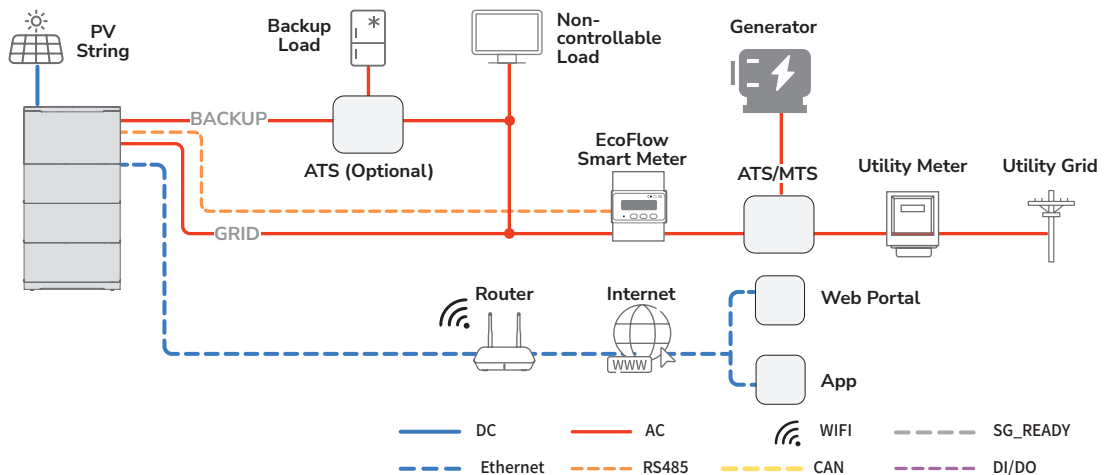 PV
String
Backup
Load
Non-
controllable
Load
Generator
BACKUP
ATS (Optional)
EcoFlow
Smart Meter
ATS/MTS
Utility Meter
Utility Grid
GRID
Router
Internet
WWW
Web Portal
App
DC
AC
WIFI
SG_READY
Ethernet
RS485
CAN
DI/DO